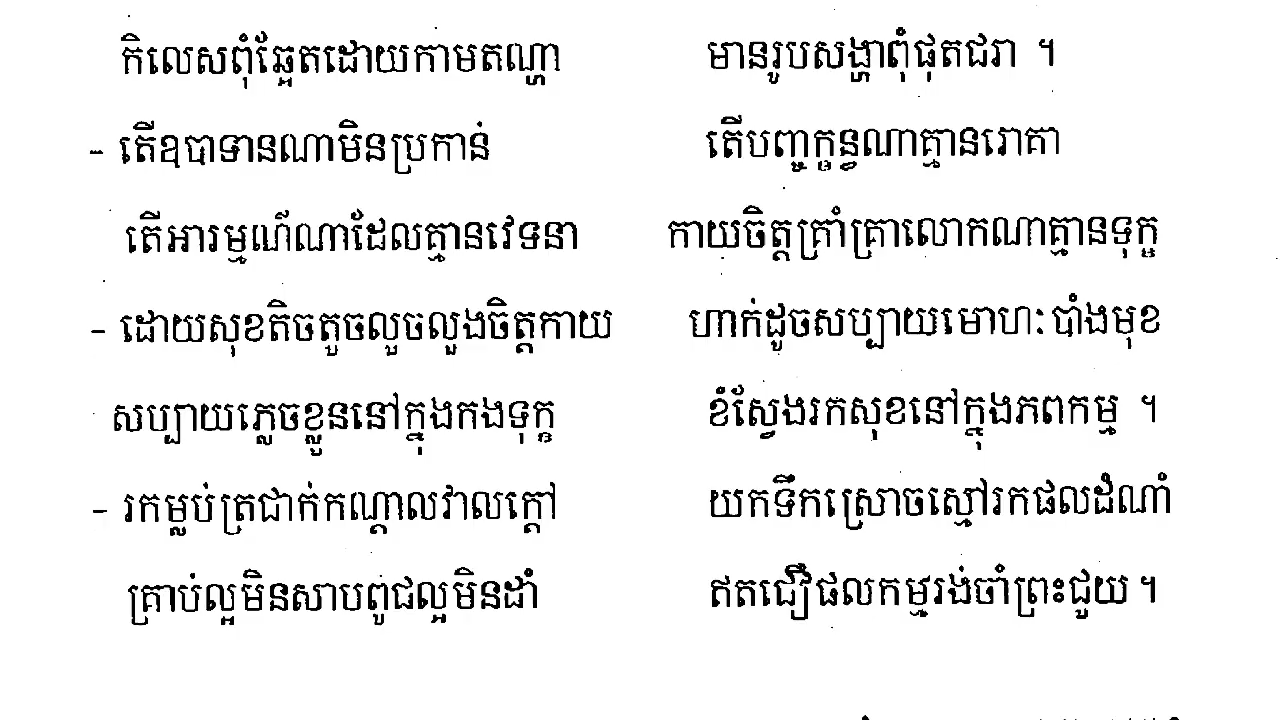 កិលេសពុំឆ្អែតដោយកាមតណ្ហា មានរូបសង្ហាពុំផុតជរា ។
- តើឧបាទានណាមិនប្រកាន់ តើបញ្ចក្ខន្ធណាគ្មានរោគា
តើអារម្មណ៍ណាដែលគ្មានវេទនា កាយចិត្តគ្រាំគ្រាលោកណាគ្មានទុក្ខ
- ដោយសុខតិចតួចលួចលួងចិត្តកាយ ហាក់ដូចសប្បាយមោហៈបាំងមុខ
សប្បាយភ្លេចខ្លួននៅក្នុងកងទុក្ខ ខំស្វែងរកសុខនៅក្នុងភពកម្ម ។
- រកម្លប់ត្រជាក់កណ្ដាលវាលក្ដៅ យកទឹកស្រោចស្មៅរកផលដំណាំ
គ្រាប់ល្អមិនសាបពូជល្អមិនដាំ ឥតជឿផលកម្មរង់ចាំព្រះជួយ ។